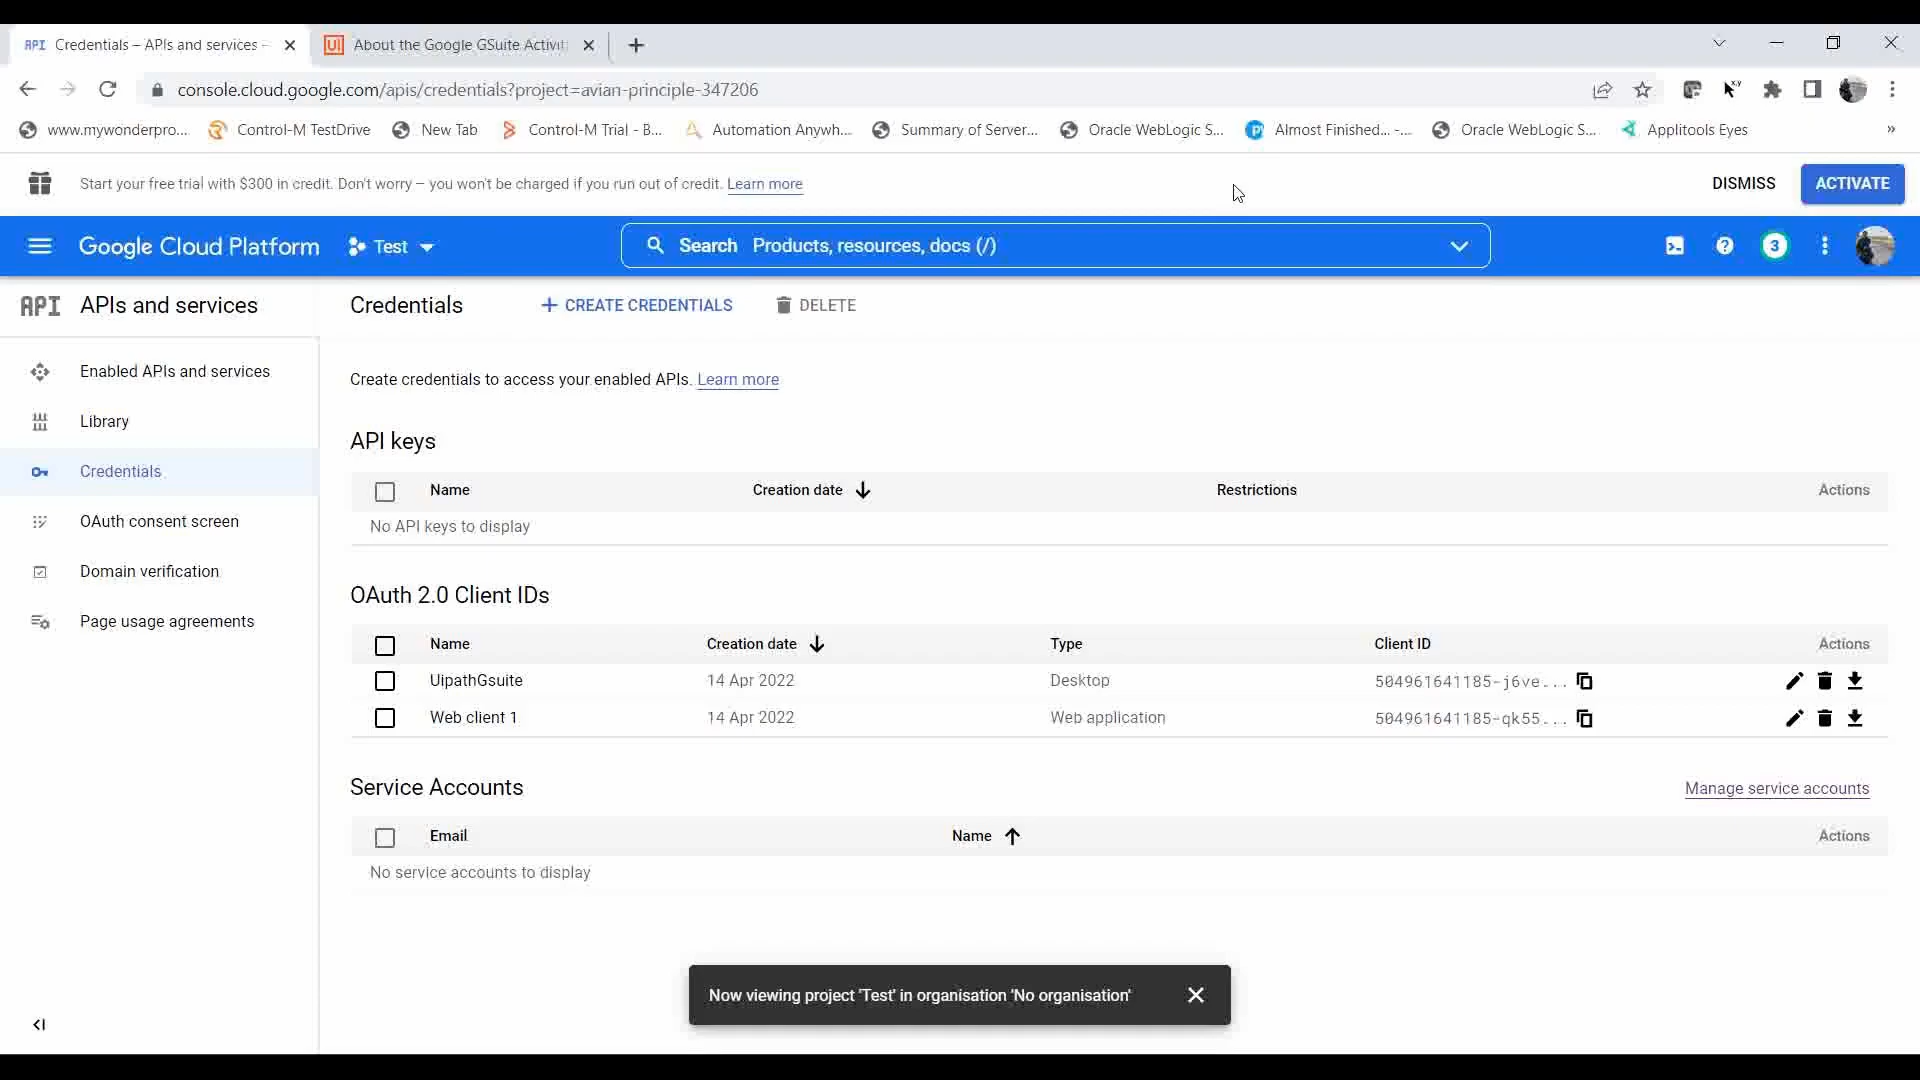 API Credentials – APIs and services –
UI About the Google GSuite Activit
console.cloud.google.com/apis/credentials?project=avian-principle-347206
www.mywonderpro...
Control-M TestDrive
New Tab
Control-M Trial - B...
Automation Anywh...
Summary of Server...
Oracle WebLogic S...
Almost Finished... -...
Oracle WebLogic S...
Applitools Eyes
»
Start your free trial with $300 in credit. Don't worry – you won't be charged if you run out of credit. Learn more
DISMISS
ACTIVATE
Google Cloud Platform
Test
Search Products, resources, docs (/)
3
API APIs and services
Credentials
CREATE CREDENTIALS
DELETE
Enabled APIs and services
Library
Credentials
OAuth consent screen
Domain verification
Page usage agreements
Create credentials to access your enabled APIs. Learn more
API keys
Name Creation date Restrictions Actions
No API keys to display
OAuth 2.0 Client IDs
Name Creation date Type Client ID Actions
UipathGsuite 14 Apr 2022 Desktop 504961641185-j6ve...
Web client 1 14 Apr 2022 Web application 504961641185-qk55...
Service Accounts
Manage service accounts
Email Name Actions
No service accounts to display
Now viewing project 'Test' in organisation 'No organisation'